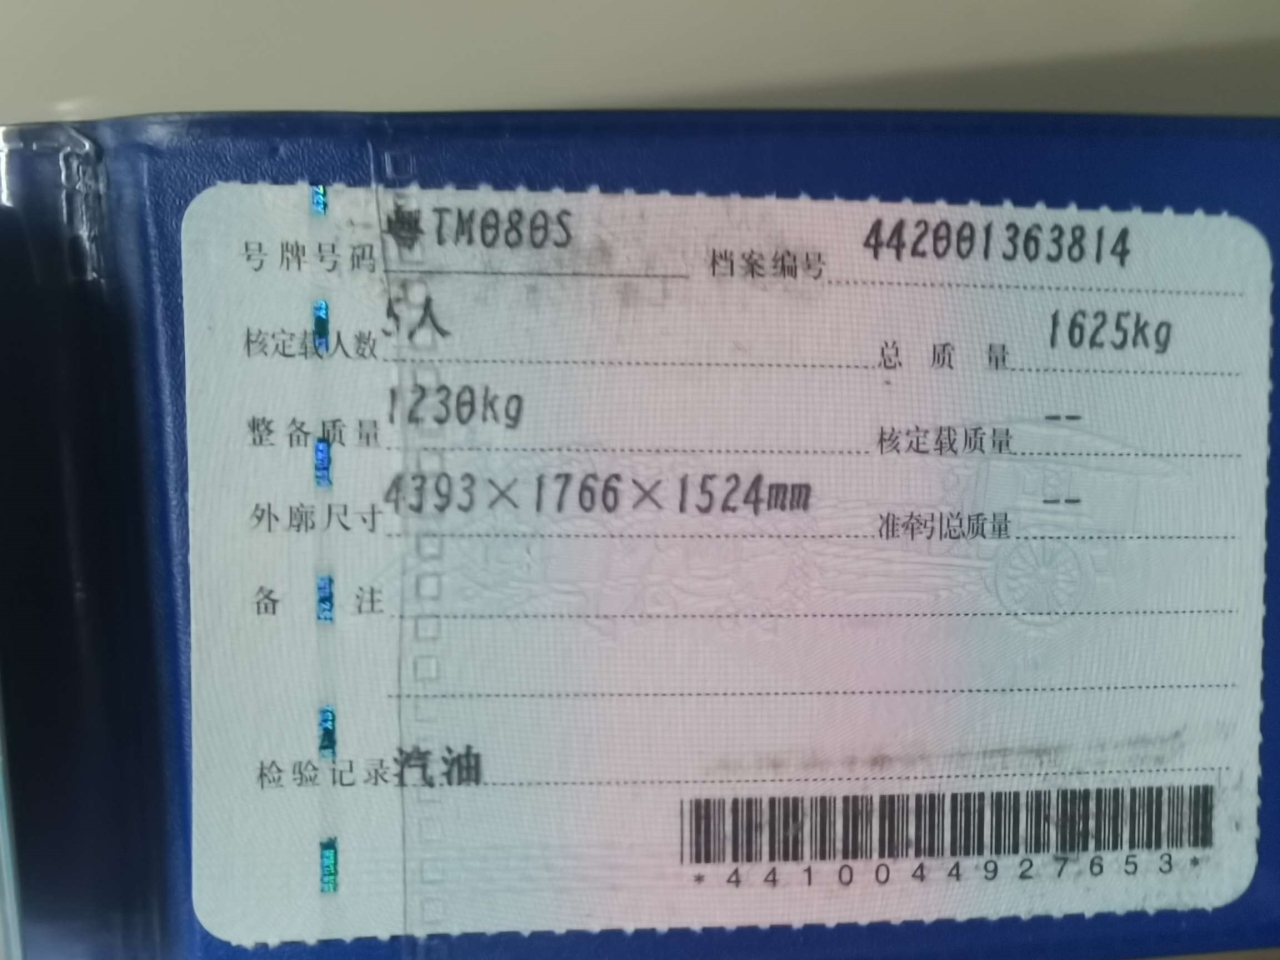 号牌号码 粤TM080S 档案编号 442001363814
核定载人数 5人 总质量 1625kg
整备质量 1230kg 核定载质量 --
外廓尺寸 4393×1766×1524mm 准牵引总质量 --
备注
检验记录 汽油
*4410044927653*